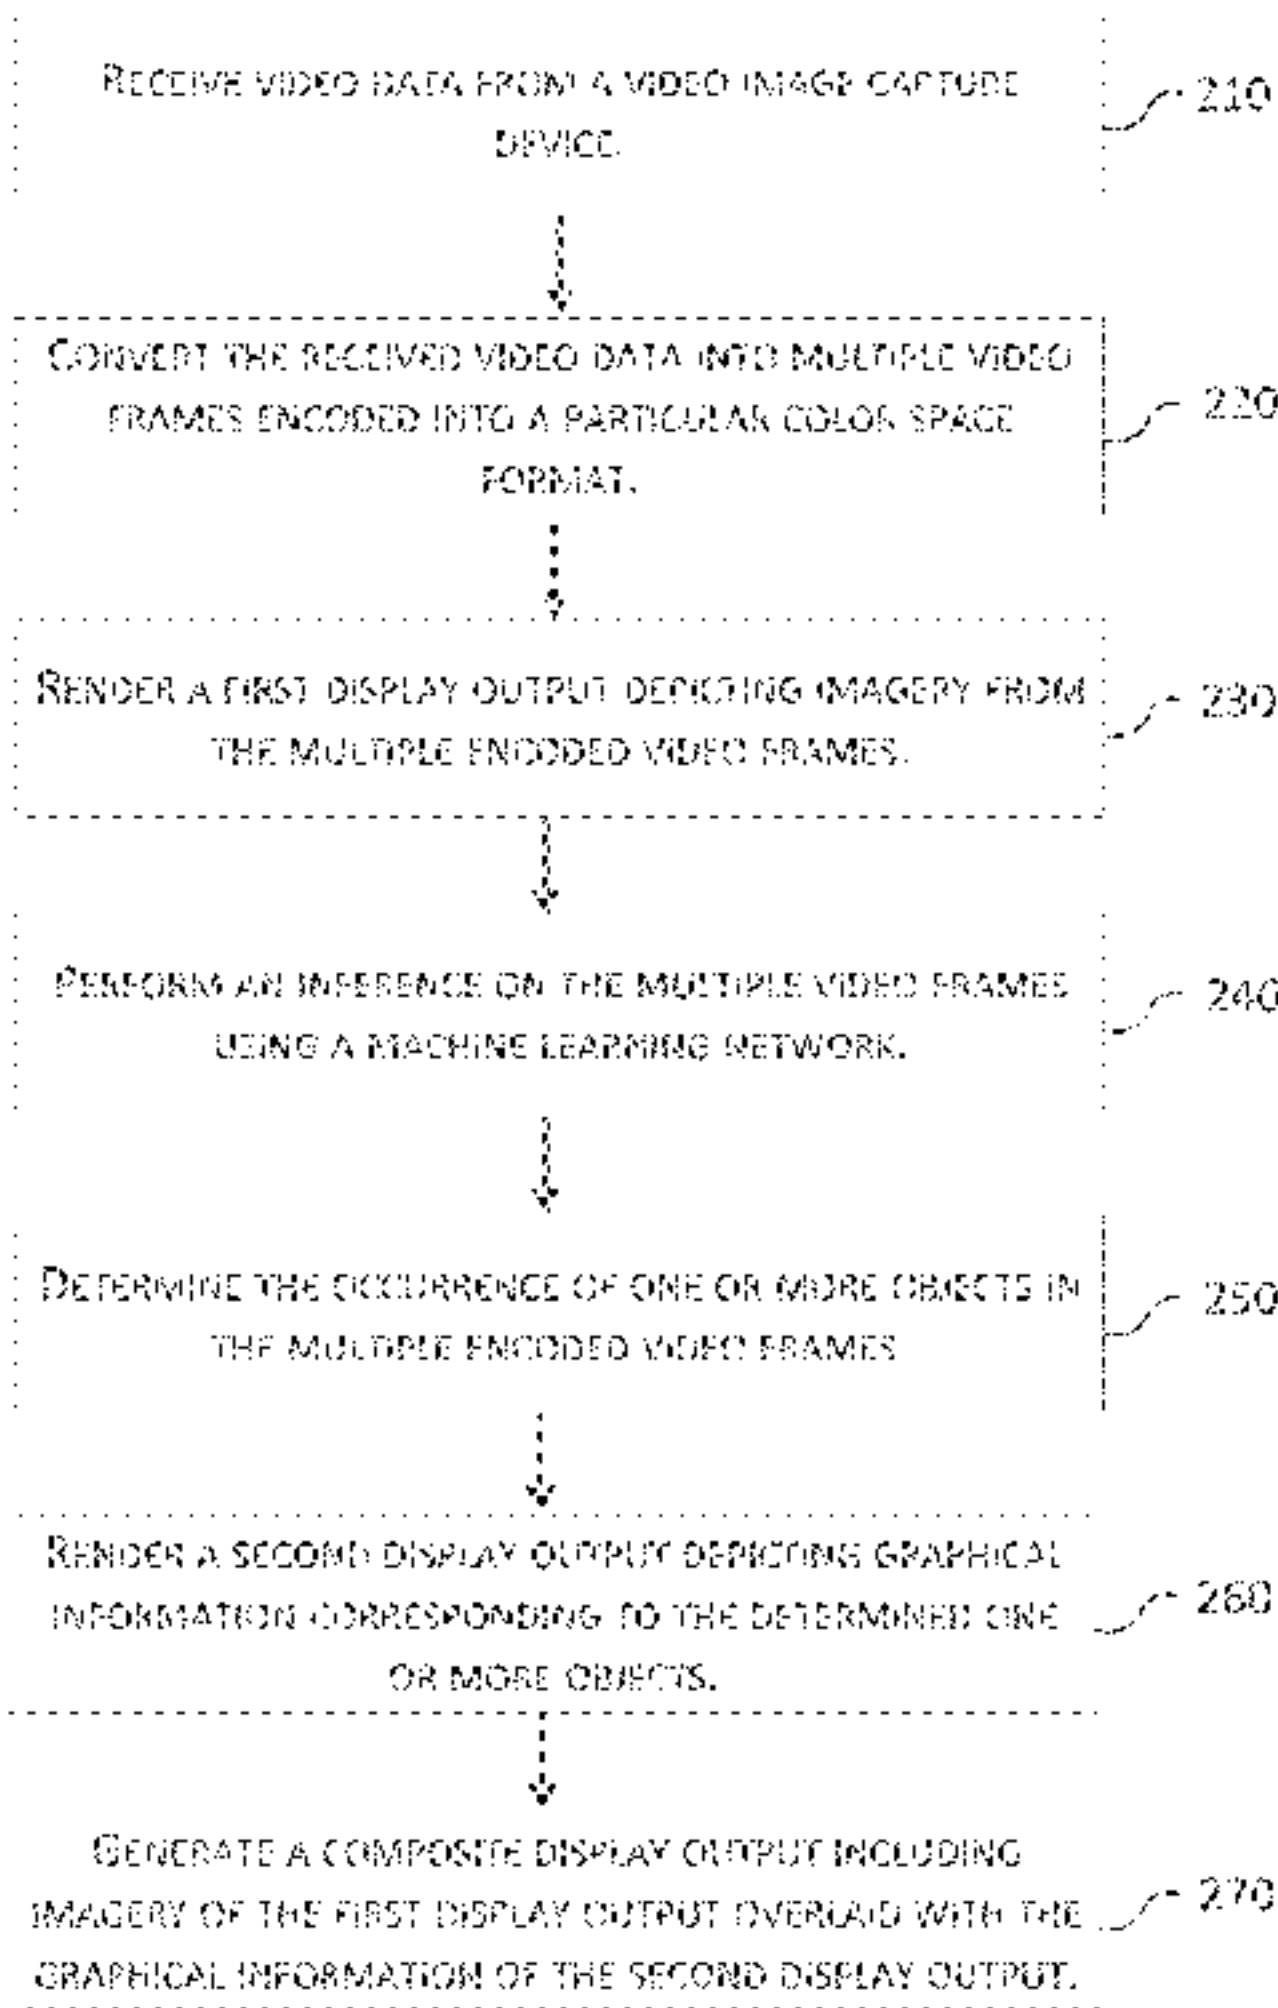 RECEIVE VIDEO DATA FROM A VIDEO IMAGE CAPTURE
DEVICE.
210
CONVERT THE RECEIVED VIDEO DATA INTO MULTIPLE VIDEO
FRAMES ENCODED INTO A PARTICULAR COLOR SPACE
FORMAT.
220
RENDER A FIRST DISPLAY OUTPUT DEPICTING IMAGERY FROM
THE MULTIPLE ENCODED VIDEO FRAMES.
230
PERFORM AN INFERENCE ON THE MULTIPLE VIDEO FRAMES
USING A MACHINE LEARNING NETWORK.
240
DETERMINE THE OCCURRENCE OF ONE OR MORE OBJECTS IN
THE MULTIPLE ENCODED VIDEO FRAMES
250
RENDER A SECOND DISPLAY OUTPUT DEPICTING GRAPHICAL
INFORMATION CORRESPONDING TO THE DETERMINED ONE
OR MORE OBJECTS.
260
GENERATE A COMPOSITE DISPLAY OUTPUT INCLUDING
IMAGERY OF THE FIRST DISPLAY OUTPUT OVERLAID WITH THE
GRAPHICAL INFORMATION OF THE SECOND DISPLAY OUTPUT.
270